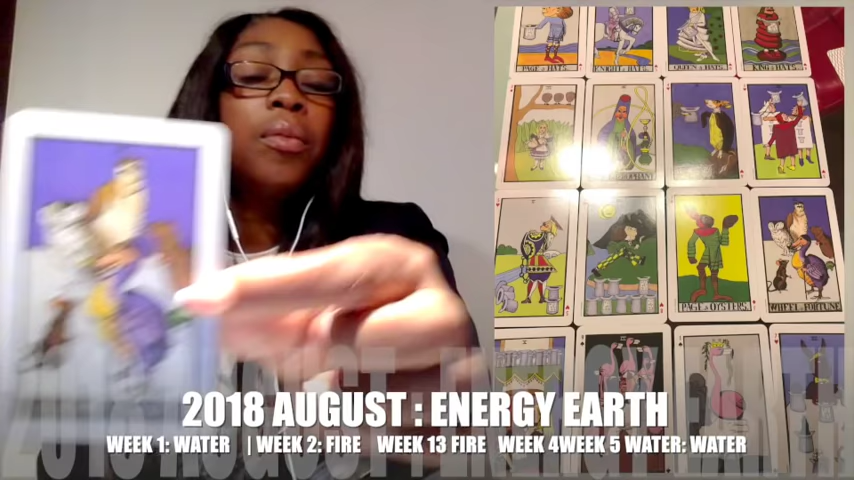 PAGE of HATS
KNIGHT of HATS
QUEEN of HATS
KING of HATS
PAGE of OYSTERS
WHEEL of FORTUNE
2018 AUGUST : ENERGY EARTH
WEEK 1: WATER | WEEK 2: FIRE WEEK 13 FIRE WEEK 4WEEK 5 WATER: WATER